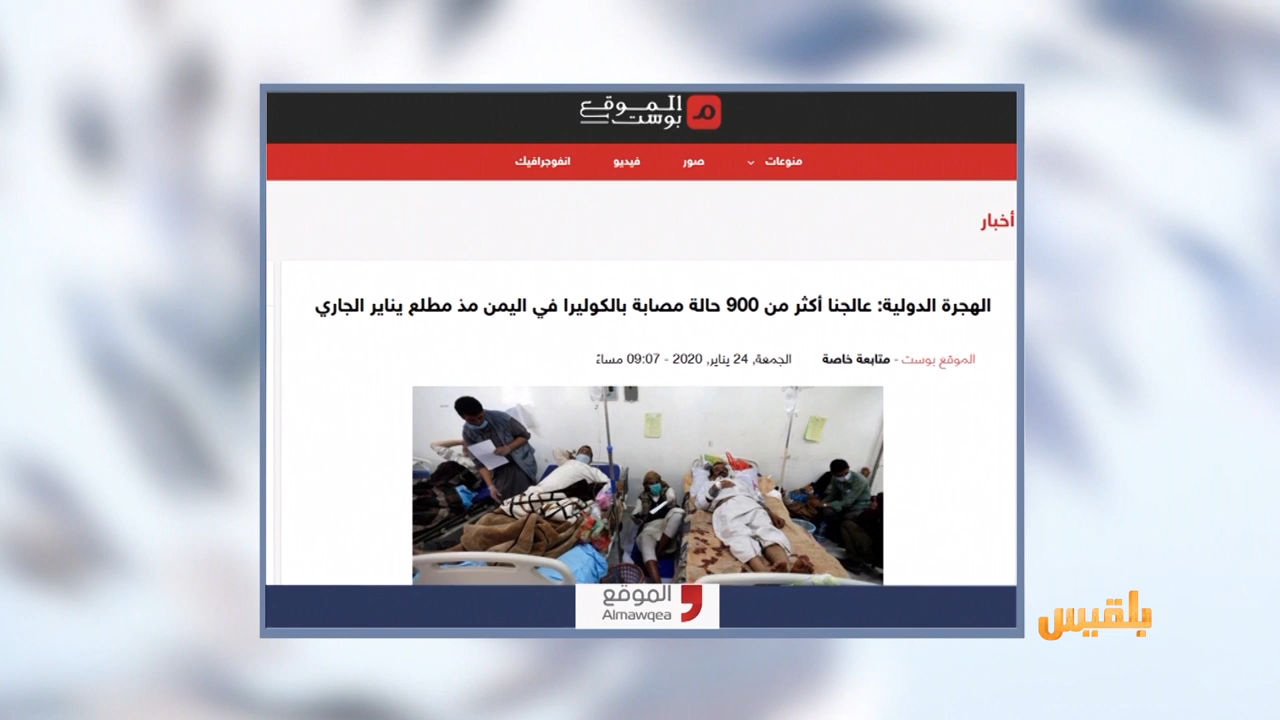 الموقع
بوست
منوعات صور فيديو انفوجرافيك
أخبار
الهجرة الدولية: عالجنا أكثر من 900 حالة مصابة بالكوليرا في اليمن مذ مطلع يناير الجاري
الموقع بوست - متابعة خاصة الجمعة, 24 يناير, 2020 - 09:07 مساءً
الموقع
Almawqea
بلقيس